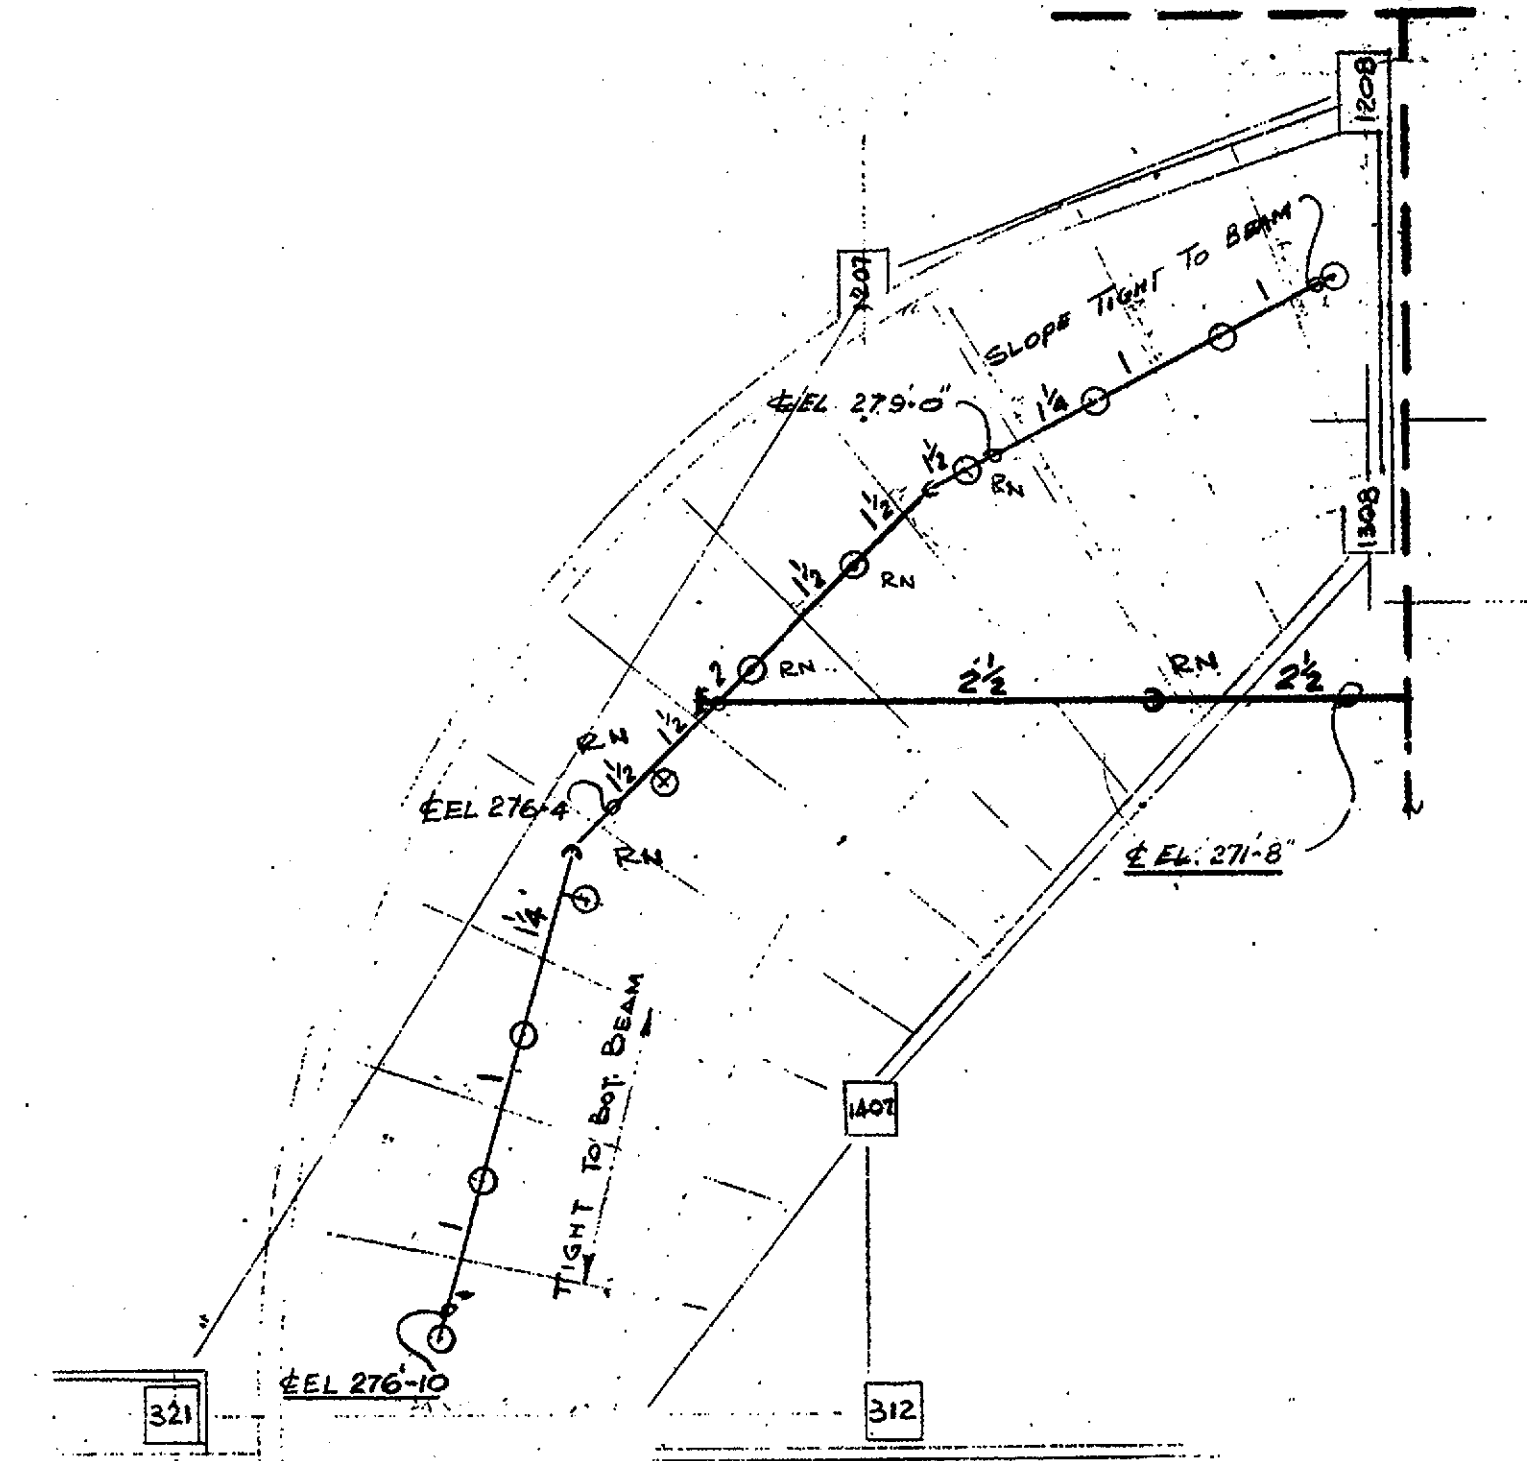 1208
1207
SLOPE TIGHT TO BEAM
1
1
1¼
℄ EL 279'-0"
1½
RN
1½
1½
RN
1308
2
RN
2½
RN
2½
1½
RN
1½
℄ EL 276-4
RN
℄ EL. 271'-8"
1¼
TIGHT TO BOT. BEAM
1
1407
1
℄ EL 276'-10
321
312